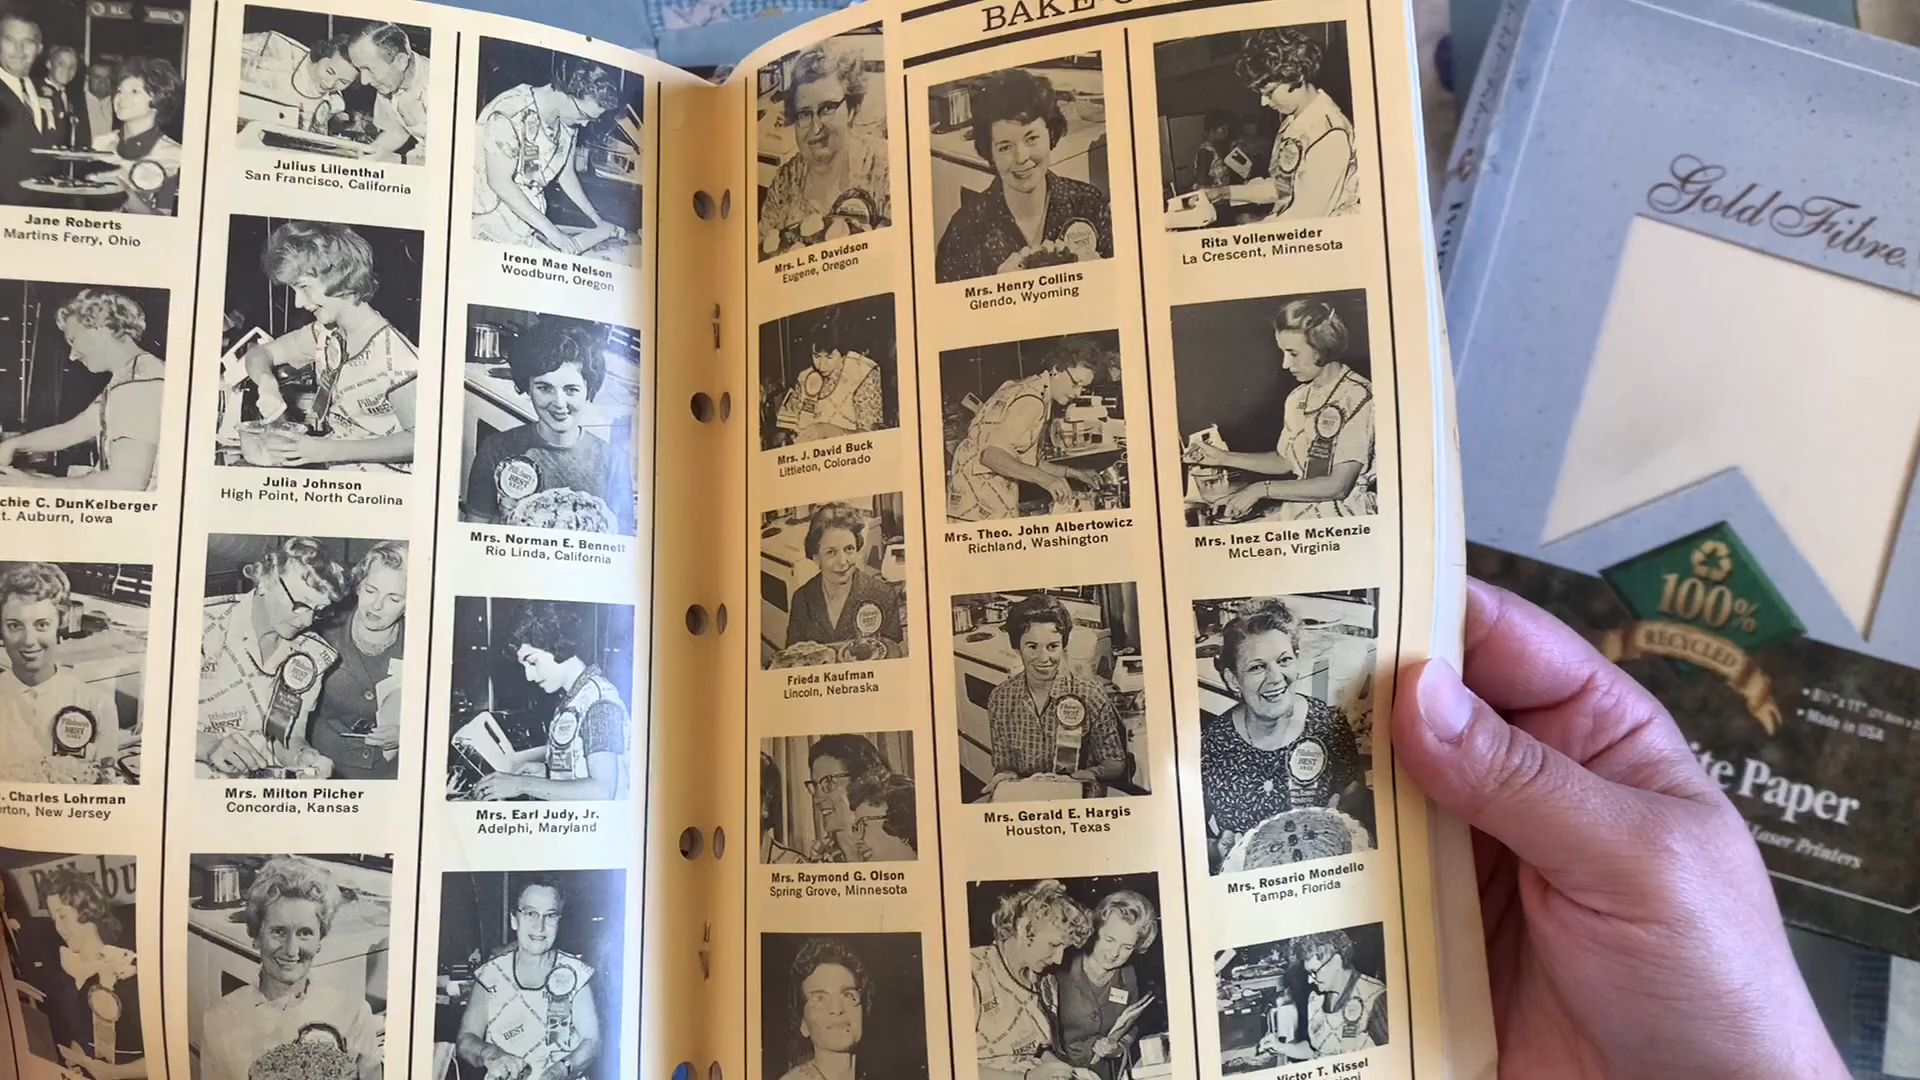 Jane Roberts
Martins Ferry, Ohio
chie C. DunKelberger
t. Auburn, Iowa
. Charles Lohrman
rton, New Jersey
Pillsbu
Julius Lilienthal
San Francisco, California
Julia Johnson
High Point, North Carolina
Mrs. Milton Pilcher
Concordia, Kansas
Irene Mae Nelson
Woodburn, Oregon
Mrs. Norman E. Bennett
Rio Linda, California
Mrs. Earl Judy, Jr.
Adelphi, Maryland
BEST
BAKE-O
Mrs. L. R. Davidson
Eugene, Oregon
Mrs. J. David Buck
Littleton, Colorado
Frieda Kaufman
Lincoln, Nebraska
Mrs. Raymond G. Olson
Spring Grove, Minnesota
Mrs. Henry Collins
Glendo, Wyoming
Mrs. Theo. John Albertowicz
Richland, Washington
Mrs. Gerald E. Hargis
Houston, Texas
Rita Vollenweider
La Crescent, Minnesota
Mrs. Inez Calle McKenzie
McLean, Virginia
Mrs. Rosario Mondello
Tampa, Florida
Victor T. Kissel
Gold Fibre
100%
RECYCLED
• Made in USA
te Paper
Laser Printers